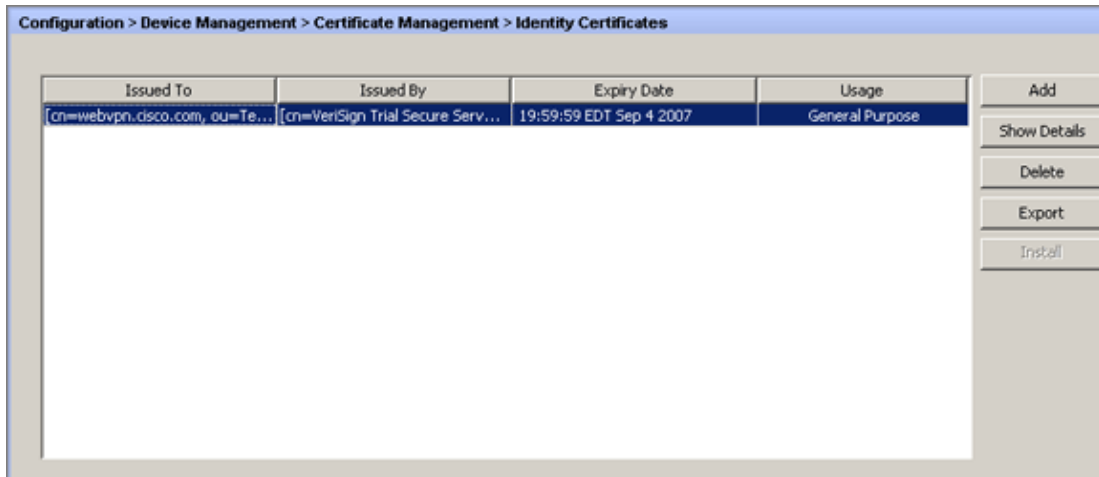 Configuration > Device Management > Certificate Management > Identity Certificates
Issued To Issued By Expiry Date Usage
[cn=webvpn.cisco.com, ou=Te... [cn=VeriSign Trial Secure Serv... 19:59:59 EDT Sep 4 2007 General Purpose
Add
Show Details
Delete
Export
Install